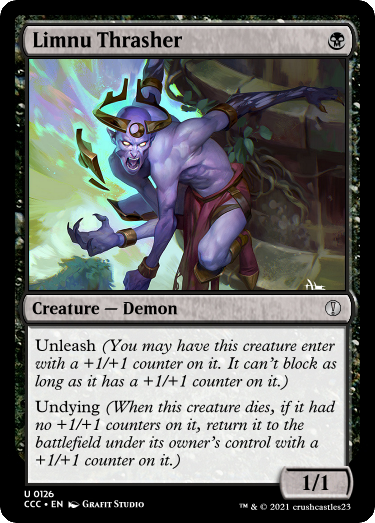 Limnu Thrasher
Creature — Demon
Unleash (You may have this creature enter
with a +1/+1 counter on it. It can't block as
long as it has a +1/+1 counter on it.)
Undying (When this creature dies, if it had
no +1/+1 counters on it, return it to the
battlefield under its owner's control with a
+1/+1 counter on it.)
1/1
U 0126
CCC • EN Grafit Studio
™ & © 2021 crushcastles23